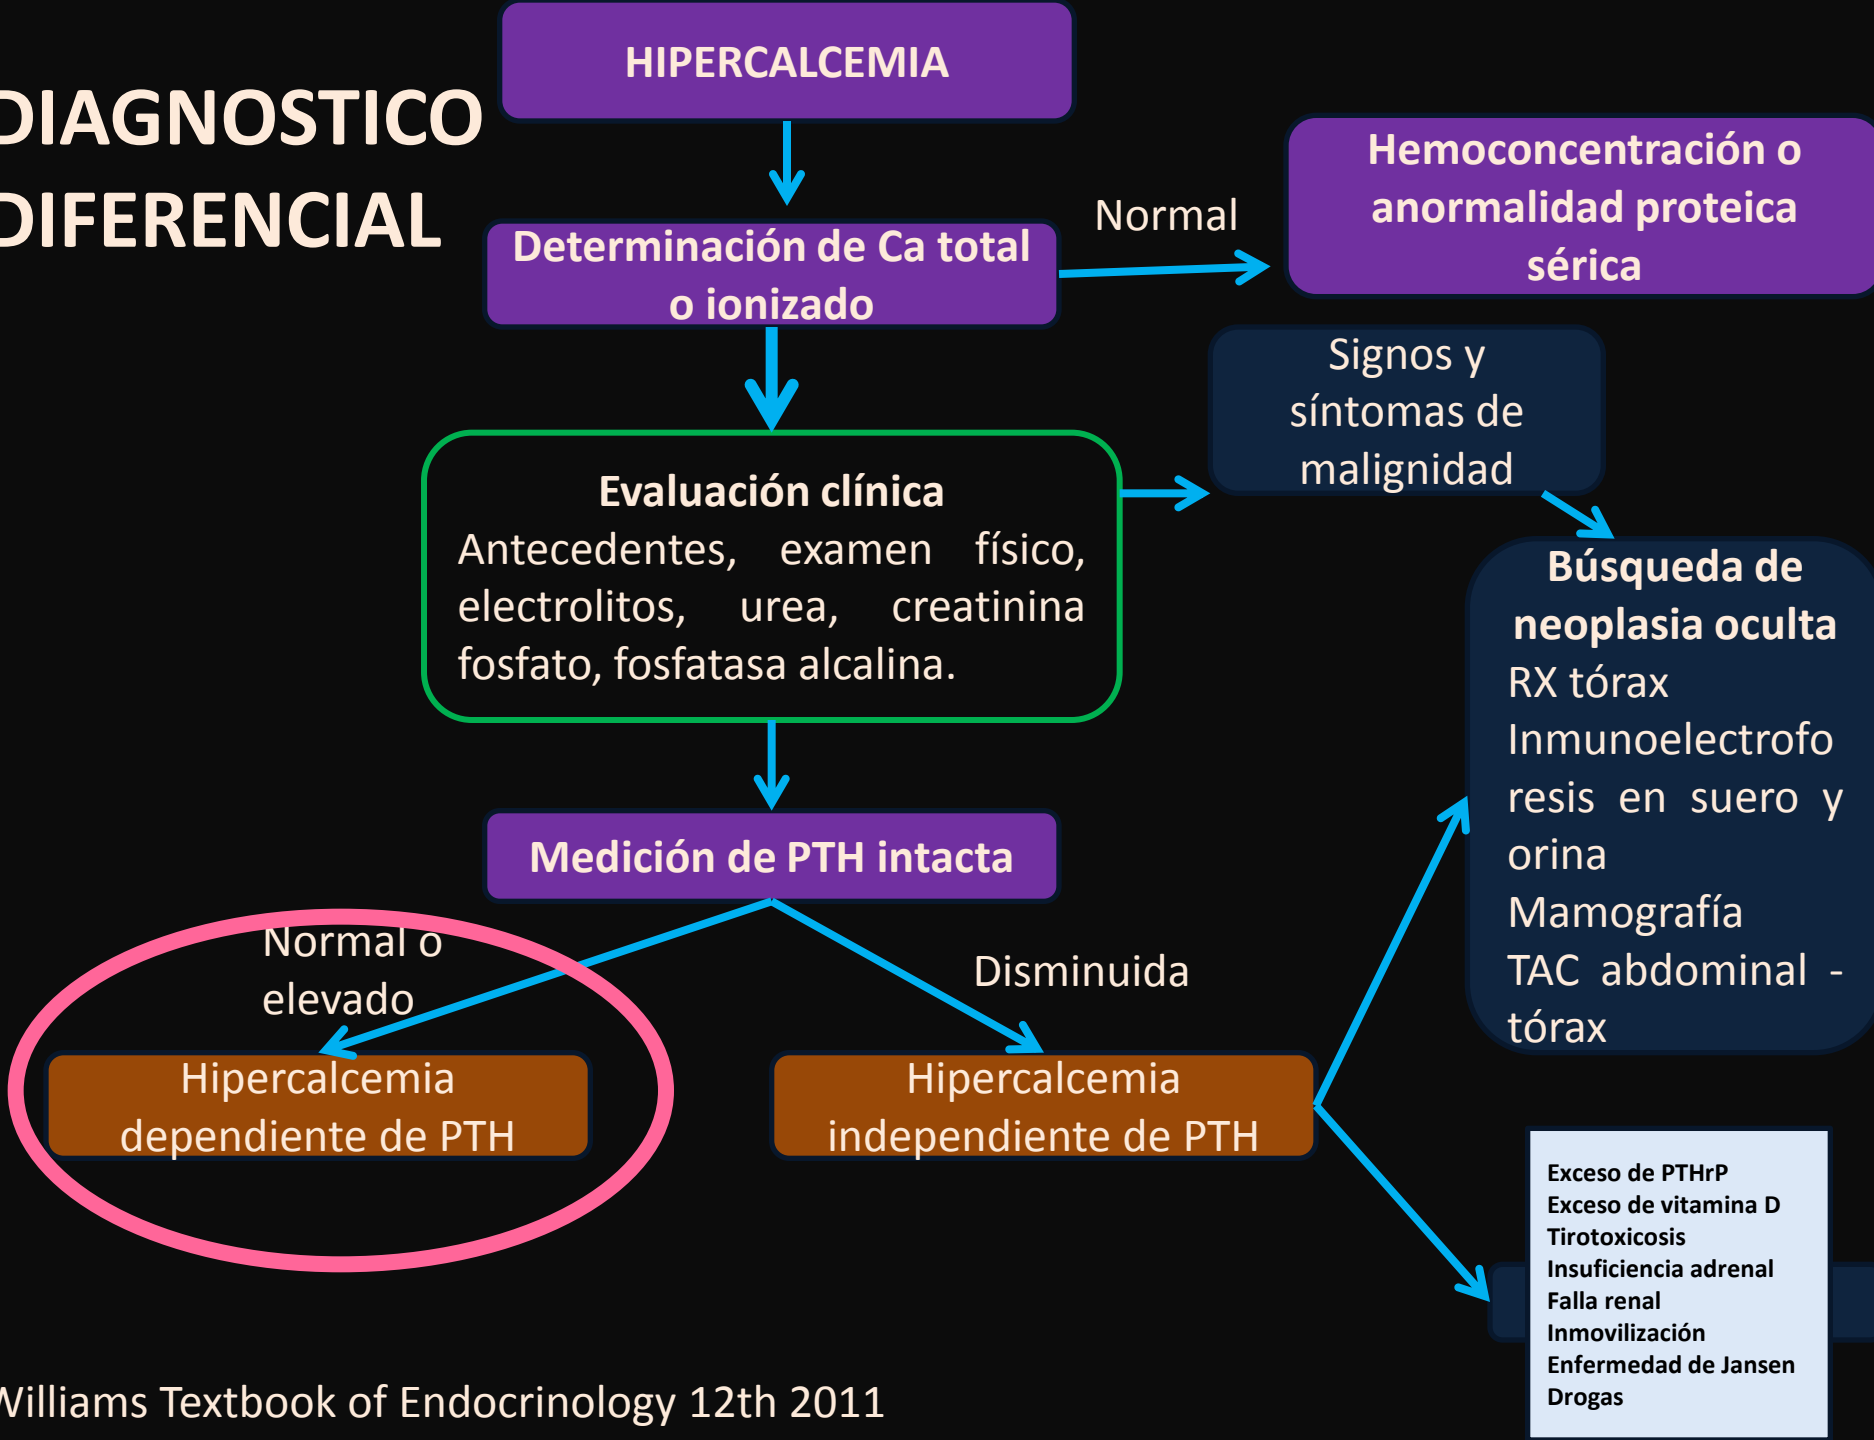 HIPERCALCEMIA
DIAGNOSTICO
DIFERENCIAL
Hemoconcentración o
anormalidad proteica
sérica
Normal
Determinación de Ca total
o ionizado
Signos y
síntomas de
malignidad
Evaluación clínica
Antecedentes, examen físico,
electrolitos, urea, creatinina
fosfato, fosfatasa alcalina.
Búsqueda de
neoplasia oculta
RX tórax
Inmunoelectrofo
resis en suero y
orina
Mamografía
TAC abdominal -
tórax
Medición de PTH intacta
Normal o
elevado
Disminuida
Hipercalcemia
dependiente de PTH
Hipercalcemia
independiente de PTH
Exceso de PTHrP
Exceso de vitamina D
Tirotoxicosis
Insuficiencia adrenal
Falla renal
Inmovilización
Enfermedad de Jansen
Drogas
Williams Textbook of Endocrinology 12th 2011